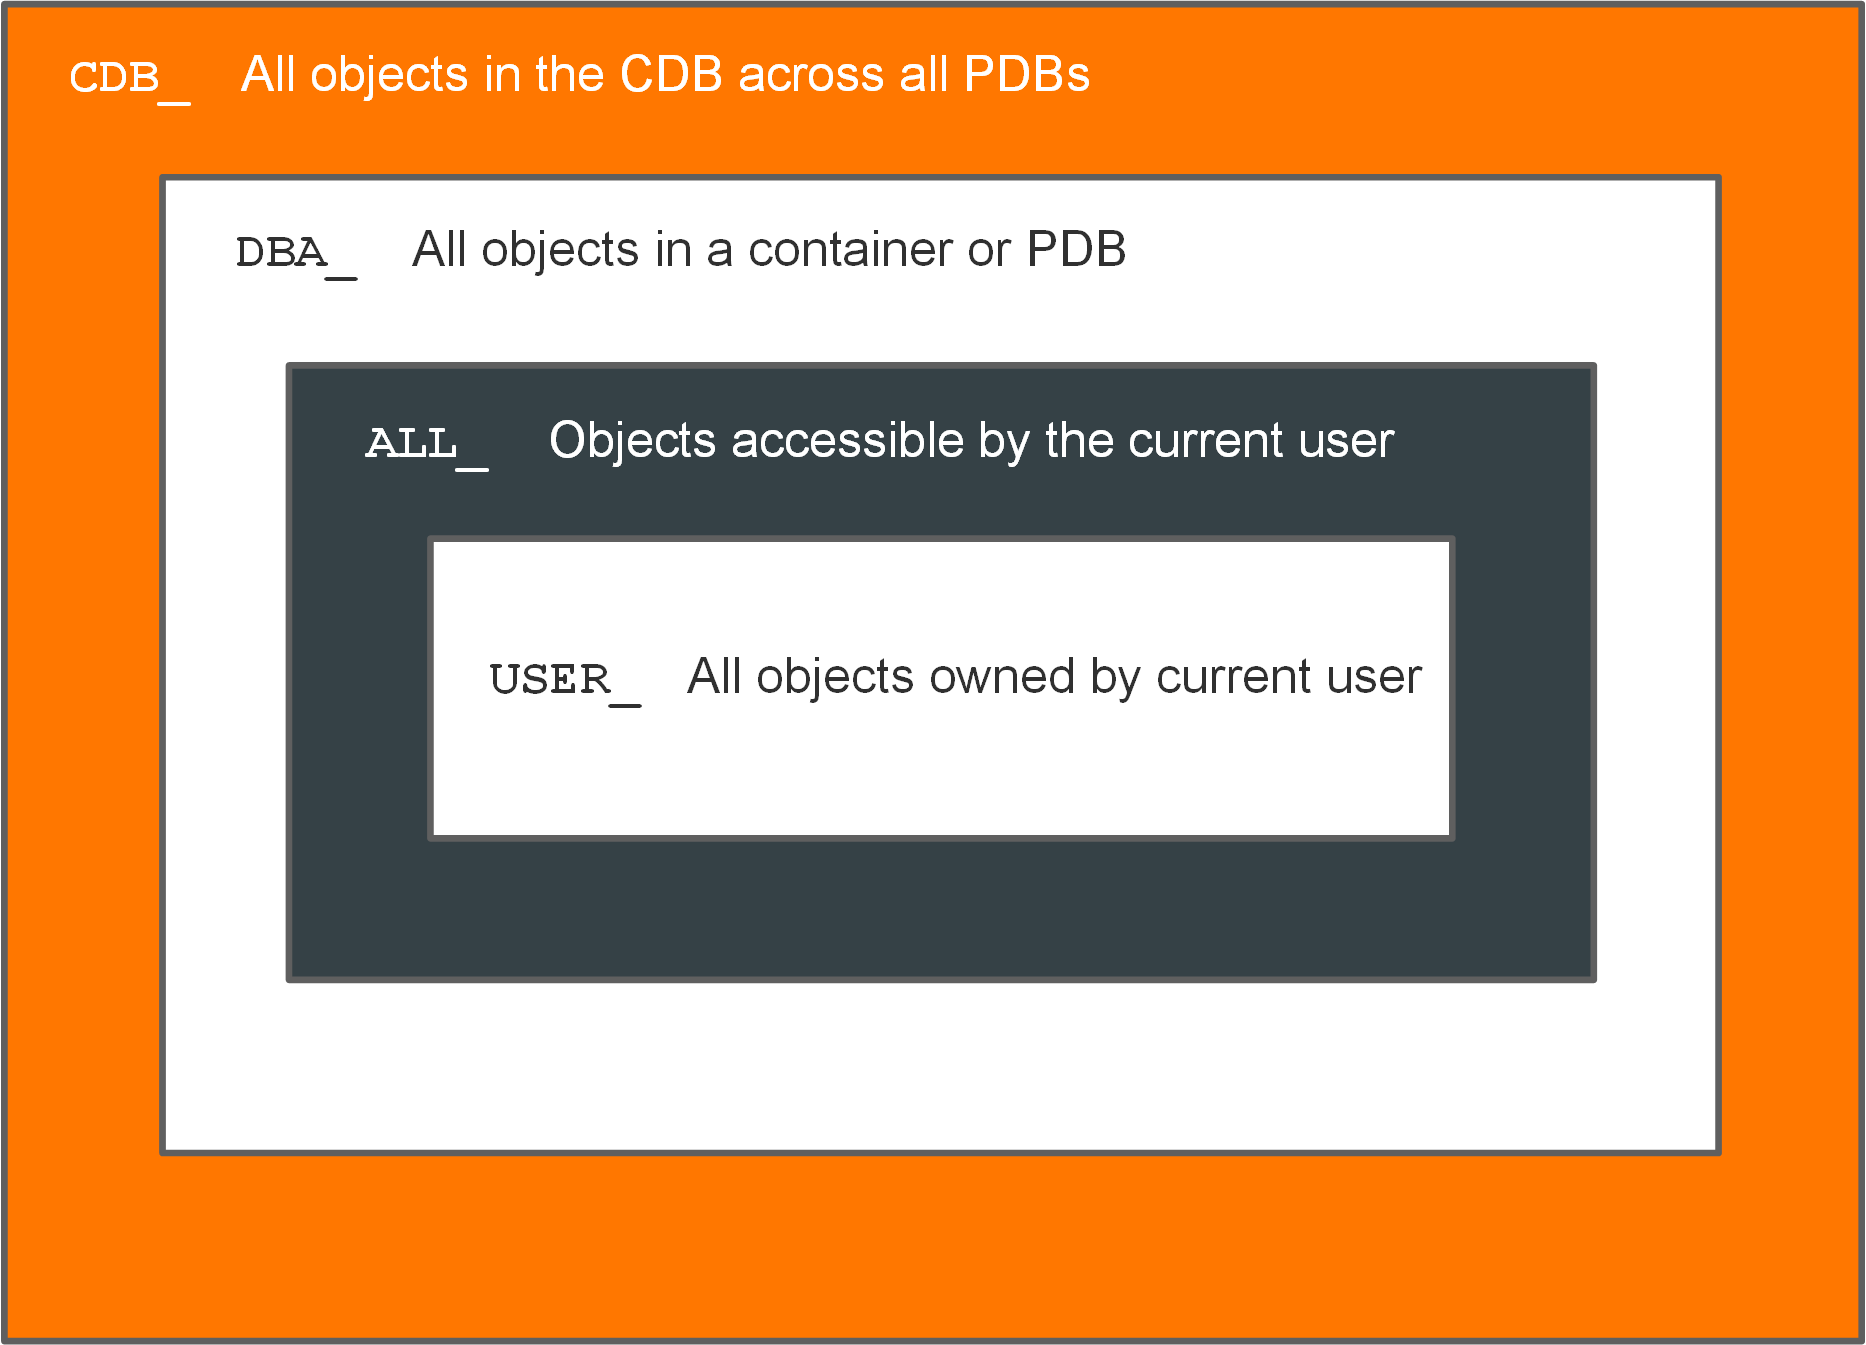 CDB_ All objects in the CDB across all PDBs
DBA_ All objects in a container or PDB
ALL_ Objects accessible by the current user
USER_ All objects owned by current user